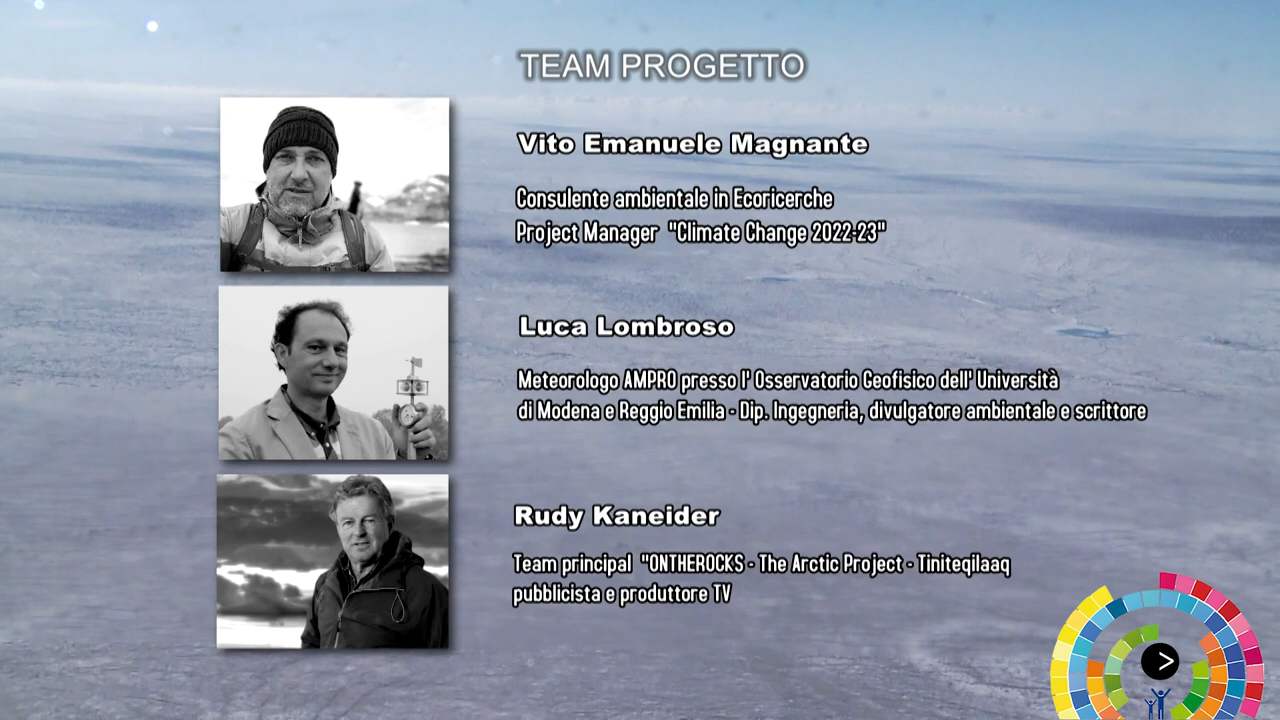 TEAM PROGETTO
Vito Emanuele Magnante
Consulente ambientale in Ecoricerche
Project Manager "Climate Change 2022-23"
Luca Lombroso
Meteorologo AMPRO presso l' Osservatorio Geofisico dell' Università
di Modena e Reggio Emilia - Dip. Ingegneria, divulgatore ambientale e scrittore
Rudy Kaneider
Team principal "ONTHEROCKS - The Arctic Project - Tiniteqilaaq
pubblicista e produttore TV
>